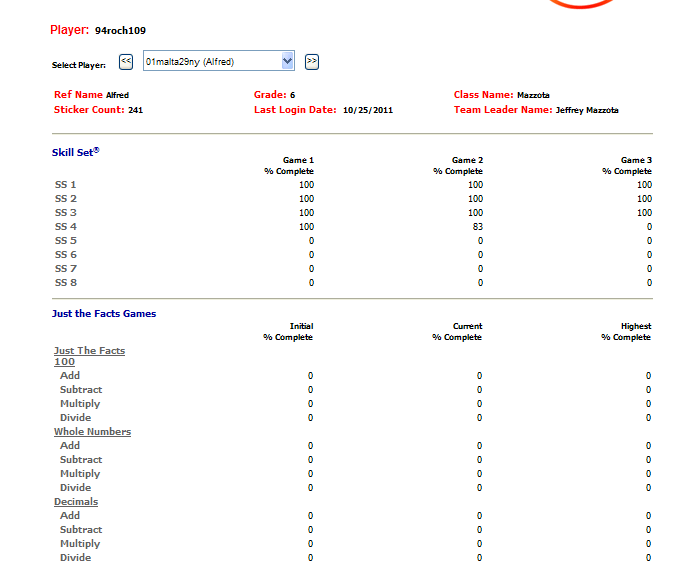 Player: 94roch109
Select Player: << 01malta29ny (Alfred) >>
Ref Name Alfred Grade: 6 Class Name: Mazzota
Sticker Count: 241 Last Login Date: 10/25/2011 Team Leader Name: Jeffrey Mazzota
Skill Set®
Game 1 Game 2 Game 3
% Complete % Complete % Complete
SS 1 100 100 100
SS 2 100 100 100
SS 3 100 100 100
SS 4 100 83 0
SS 5 0 0 0
SS 6 0 0 0
SS 7 0 0 0
SS 8 0 0 0
Just the Facts Games
Initial Current Highest
% Complete % Complete % Complete
Just The Facts
100
Add 0 0 0
Subtract 0 0 0
Multiply 0 0 0
Divide 0 0 0
Whole Numbers
Add 0 0 0
Subtract 0 0 0
Multiply 0 0 0
Divide 0 0 0
Decimals
Add 0 0 0
Subtract 0 0 0
Multiply 0 0 0
Divide 0 0 0